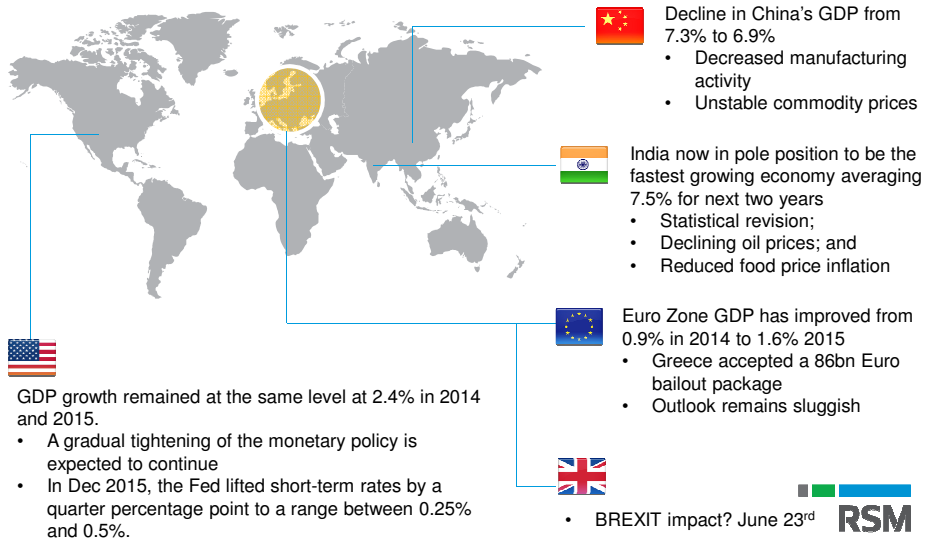 Decline in China's GDP from
7.3% to 6.9%
• Decreased manufacturing
activity
• Unstable commodity prices
India now in pole position to be the
fastest growing economy averaging
7.5% for next two years
• Statistical revision;
• Declining oil prices; and
• Reduced food price inflation
Euro Zone GDP has improved from
0.9% in 2014 to 1.6% 2015
• Greece accepted a 86bn Euro
bailout package
• Outlook remains sluggish
GDP growth remained at the same level at 2.4% in 2014
and 2015.
• A gradual tightening of the monetary policy is
expected to continue
• In Dec 2015, the Fed lifted short-term rates by a
quarter percentage point to a range between 0.25%
and 0.5%.
• BREXIT impact? June 23rd
RSM